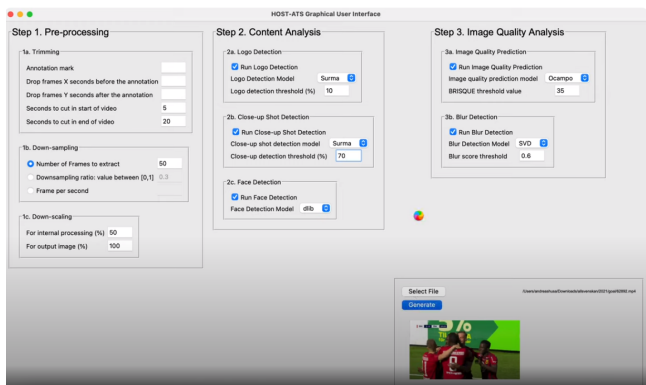 HOST-ATS Graphical User Interface
Step 1. Pre-processing
1a. Trimming
Annotation mark
Drop frames X seconds before the annotation
Drop frames Y seconds after the annotation
Seconds to cut in start of video 5
Seconds to cut in end of video 20
1b. Down-sampling
Number of Frames to extract 50
Downsampling ratio: value between [0,1] 0.3
Frame per second
1c. Down-scaling
For internal processing (%) 50
For output image (%) 100
Step 2. Content Analysis
2a. Logo Detection
Run Logo Detection
Logo Detection Model Surma
Logo detection threshold (%) 10
2b. Close-up Shot Detection
Run Close-up Shot Detection
Close-up shot detection model Surma
Close-up detection threshold (%) 70
2c. Face Detection
Run Face Detection
Face Detection Model dlib
Step 3. Image Quality Analysis
3a. Image Quality Prediction
Run Image Quality Prediction
Image quality prediction model Ocampo
BRISQUE threshold value 35
3b. Blur Detection
Run Blur Detection
Blur Detection Model SVD
Blur score threshold 0.6
Select File
Generate